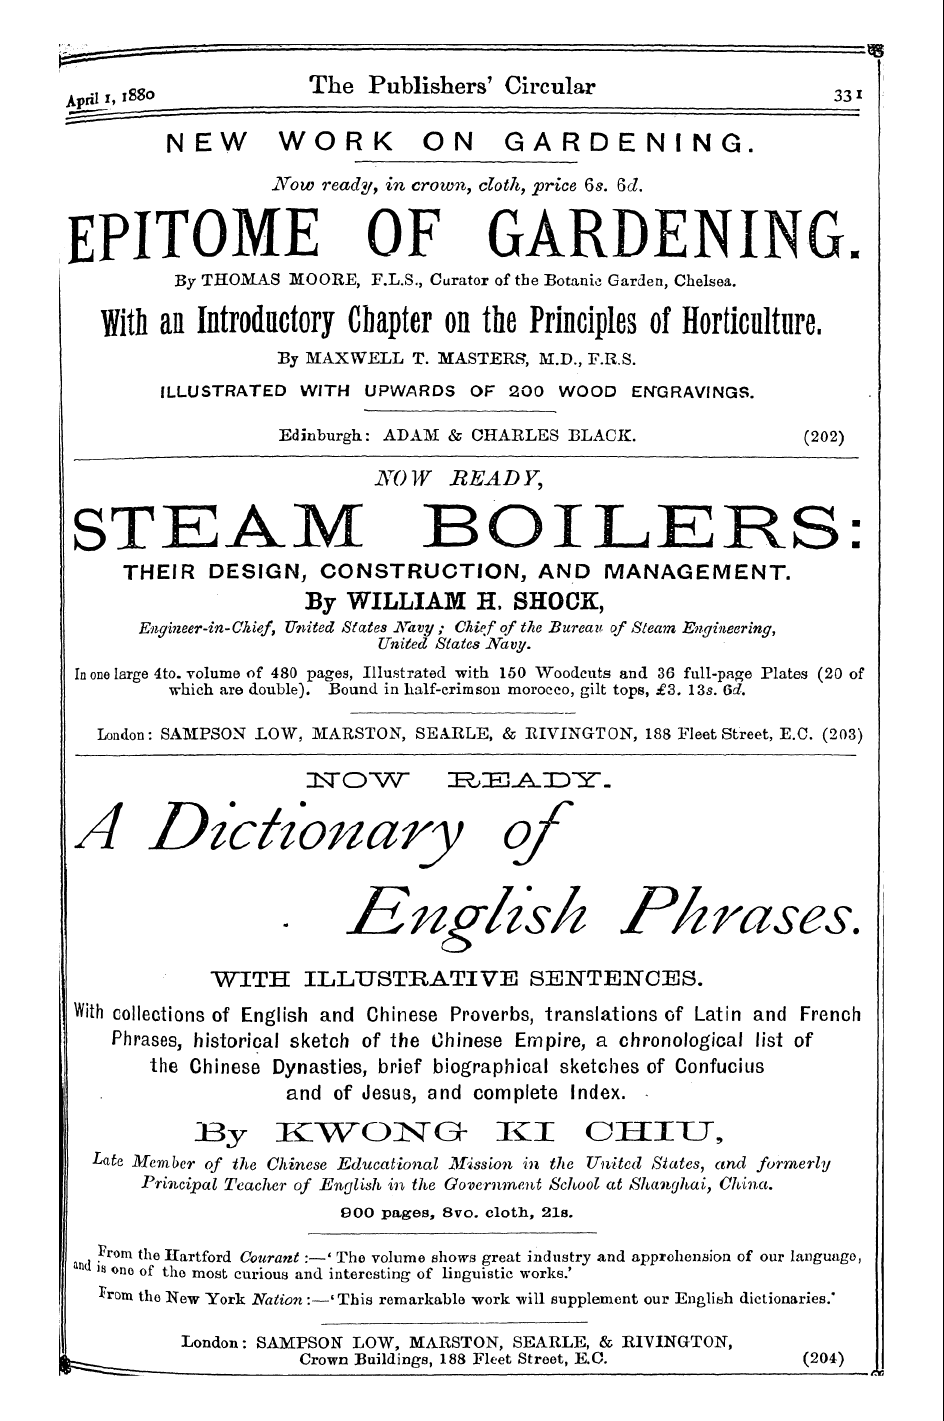 April 1, 1880 The Publishers' Circular 331
NEW WORK ON GARDENING.
Now ready, in crown, cloth, price 6s. 6d.
EPITOME OF GARDENING.
By THOMAS MOORE, F.L.S., Curator of the Botanic Garden, Chelsea.
With an Introductory Chapter on the Principles of Horticulture.
By MAXWELL T. MASTERS, M.D., F.R.S.
ILLUSTRATED WITH UPWARDS OF 200 WOOD ENGRAVINGS.
Edinburgh: ADAM & CHARLES BLACK. (202)
NOW READY,
STEAM BOILERS:
THEIR DESIGN, CONSTRUCTION, AND MANAGEMENT.
By WILLIAM H. SHOCK,
Engineer-in-Chief, United States Navy; Chief of the Bureau of Steam Engineering,
United States Navy.
In one large 4to. volume of 480 pages, Illustrated with 150 Woodcuts and 36 full-page Plates (20 of
which are double). Bound in half-crimson morocco, gilt tops, £3. 13s. 6d.
London: SAMPSON LOW, MARSTON, SEARLE, & RIVINGTON, 188 Fleet Street, E.C. (203)
NOW READY.
A Dictionary of
English Phrases.
WITH ILLUSTRATIVE SENTENCES.
With collections of English and Chinese Proverbs, translations of Latin and French
Phrases, historical sketch of the Chinese Empire, a chronological list of
the Chinese Dynasties, brief biographical sketches of Confucius
and of Jesus, and complete Index.
By KWONG KI CHIU,
Late Member of the Chinese Educational Mission in the United States, and formerly
Principal Teacher of English in the Government School at Shanghai, China.
900 pages, 8vo. cloth, 21s.
From the Hartford Courant:—'The volume shows great industry and apprehension of our language,
and is one of the most curious and interesting of linguistic works.'
From the New York Nation:—'This remarkable work will supplement our English dictionaries.'
London: SAMPSON LOW, MARSTON, SEARLE, & RIVINGTON,
Crown Buildings, 188 Fleet Street, E.C. (204)